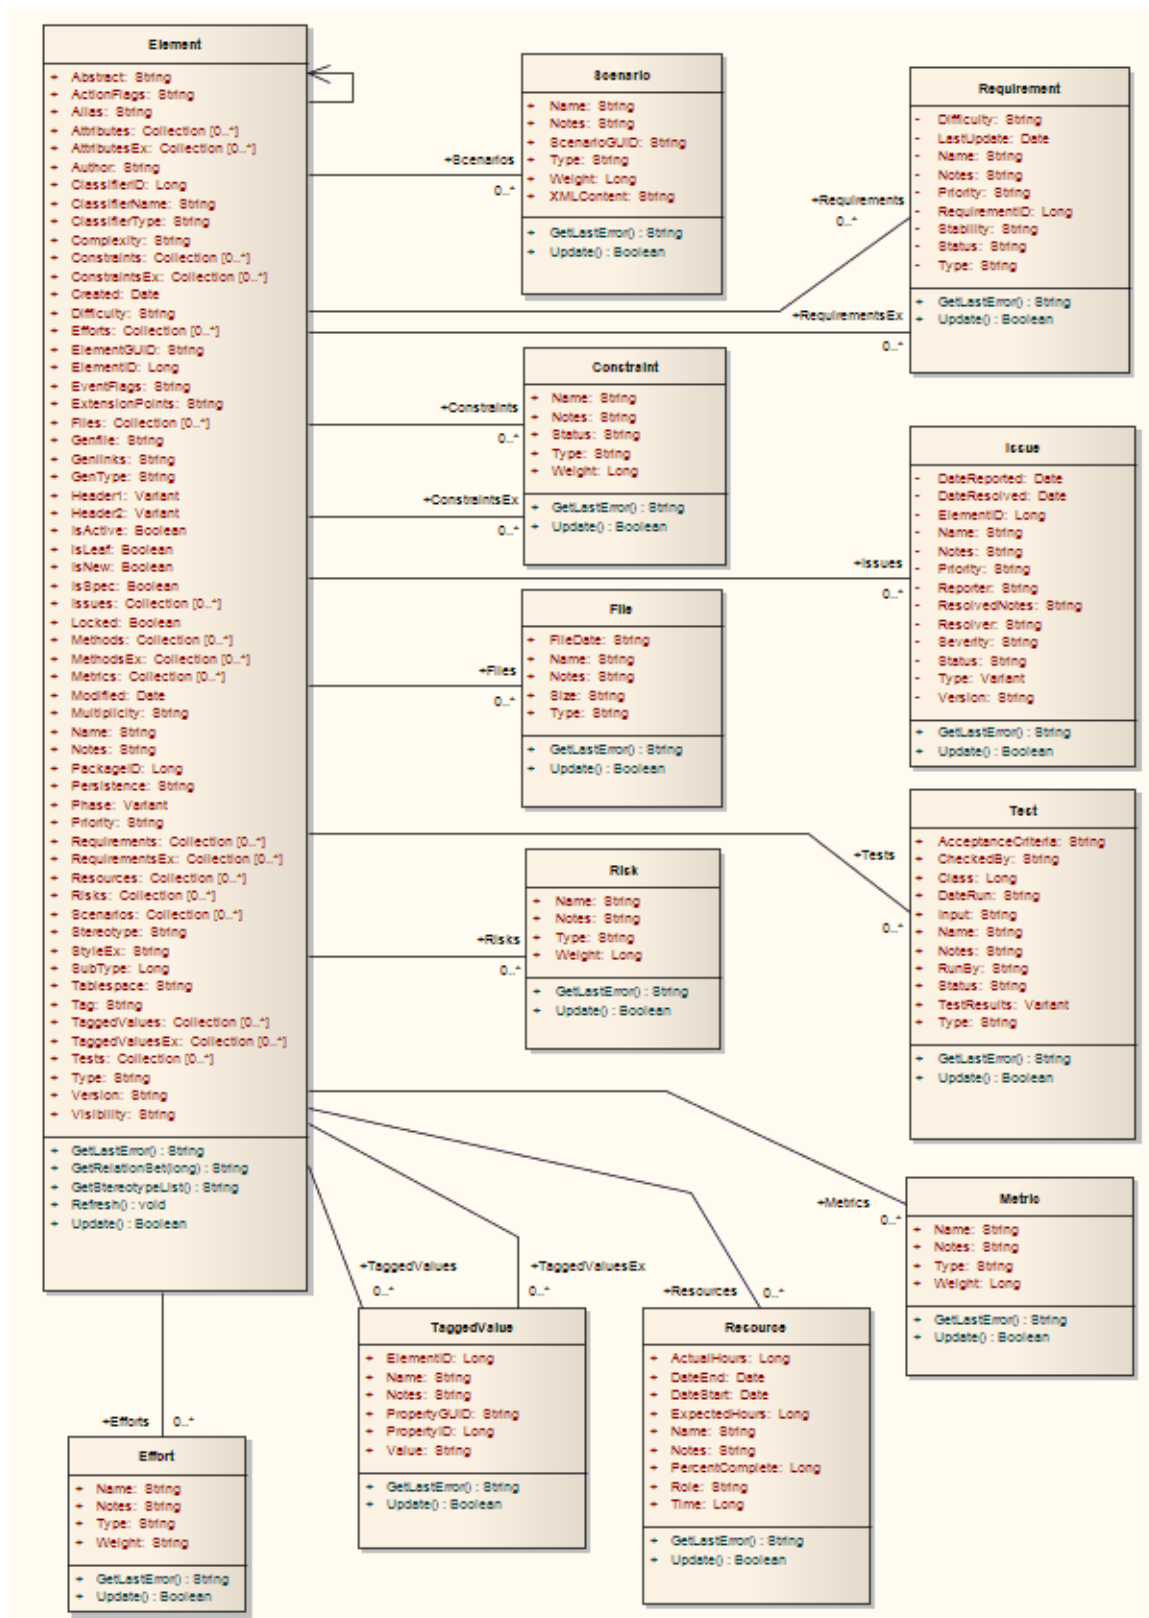 Element
+ Abstract: String
+ ActionFlags: String
+ Alias: String
+ Attributes: Collection [0..*]
+ AttributesEx: Collection [0..*]
+ Author: String
+ ClassifierID: Long
+ ClassifierName: String
+ ClassifierType: String
+ Complexity: String
+ Constraints: Collection [0..*]
+ ConstraintsEx: Collection [0..*]
+ Created: Date
+ Difficulty: String
+ Efforts: Collection [0..*]
+ ElementGUID: String
+ ElementID: Long
+ EventFlags: String
+ ExtensionPoints: String
+ Files: Collection [0..*]
+ Genfile: String
+ Genlinks: String
+ GenType: String
+ Header1: Variant
+ Header2: Variant
+ IsActive: Boolean
+ IsLeaf: Boolean
+ IsNew: Boolean
+ IsSpec: Boolean
+ Issues: Collection [0..*]
+ Locked: Boolean
+ Methods: Collection [0..*]
+ MethodsEx: Collection [0..*]
+ Metrics: Collection [0..*]
+ Modified: Date
+ Multiplicity: String
+ Name: String
+ Notes: String
+ PackageID: Long
+ Persistence: String
+ Phase: Variant
+ Priority: String
+ Requirements: Collection [0..*]
+ RequirementsEx: Collection [0..*]
+ Resources: Collection [0..*]
+ Risks: Collection [0..*]
+ Scenarios: Collection [0..*]
+ Stereotype: String
+ StyleEx: String
+ SubType: Long
+ Tablespace: String
+ Tag: String
+ TaggedValues: Collection [0..*]
+ TaggedValuesEx: Collection [0..*]
+ Tests: Collection [0..*]
+ Type: String
+ Version: String
+ Visibility: String
+ GetLastError() : String
+ GetRelationSet(long) : String
+ GetStereotypeList() : String
+ Refresh() : void
+ Update() : Boolean
+Scenarios
0..*
Scenario
+ Name: String
+ Notes: String
+ ScenarioGUID: String
+ Type: String
+ Weight: Long
+ XMLContent: String
+ GetLastError() : String
+ Update() : Boolean
+Requirements
0..*
+RequirementsEx
0..*
Requirement
- Difficulty: String
- LastUpdate: Date
- Name: String
- Notes: String
- Priority: String
- RequirementID: Long
- Stability: String
- Status: String
- Type: String
+ GetLastError() : String
+ Update() : Boolean
+Constraints
0..*
+ConstraintsEx
0..*
Constraint
+ Name: String
+ Notes: String
+ Status: String
+ Type: String
+ Weight: Long
+ GetLastError() : String
+ Update() : Boolean
+Issues
0..*
Issue
- DateReported: Date
- DateResolved: Date
- ElementID: Long
- Name: String
- Notes: String
- Priority: String
- Reporter: String
- ResolvedNotes: String
- Resolver: String
- Severity: String
- Status: String
- Type: Variant
- Version: String
+ GetLastError() : String
+ Update() : Boolean
+Files
0..*
File
+ FileDate: String
+ Name: String
+ Notes: String
+ Size: String
+ Type: String
+ GetLastError() : String
+ Update() : Boolean
+Tests
0..*
Test
+ AcceptanceCriteria: String
+ CheckedBy: String
+ Class: Long
+ DateRun: String
+ Input: String
+ Name: String
+ Notes: String
+ RunBy: String
+ Status: String
+ TestResults: Variant
+ Type: String
+ GetLastError() : String
+ Update() : Boolean
+Risks
0..*
Risk
+ Name: String
+ Notes: String
+ Type: String
+ Weight: Long
+ GetLastError() : String
+ Update() : Boolean
+Metrics
0..*
Metric
+ Name: String
+ Notes: String
+ Type: String
+ Weight: Long
+ GetLastError() : String
+ Update() : Boolean
+TaggedValues
0..*
+TaggedValuesEx
0..*
TaggedValue
+ ElementID: Long
+ Name: String
+ Notes: String
+ PropertyGUID: String
+ PropertyID: Long
+ Value: String
+ GetLastError() : String
+ Update() : Boolean
+Resources
0..*
Resource
+ ActualHours: Long
+ DateEnd: Date
+ DateStart: Date
+ ExpectedHours: Long
+ Name: String
+ Notes: String
+ PercentComplete: Long
+ Role: String
+ Time: Long
+ GetLastError() : String
+ Update() : Boolean
+Efforts
0..*
Effort
+ Name: String
+ Notes: String
+ Type: String
+ Weight: String
+ GetLastError() : String
+ Update() : Boolean